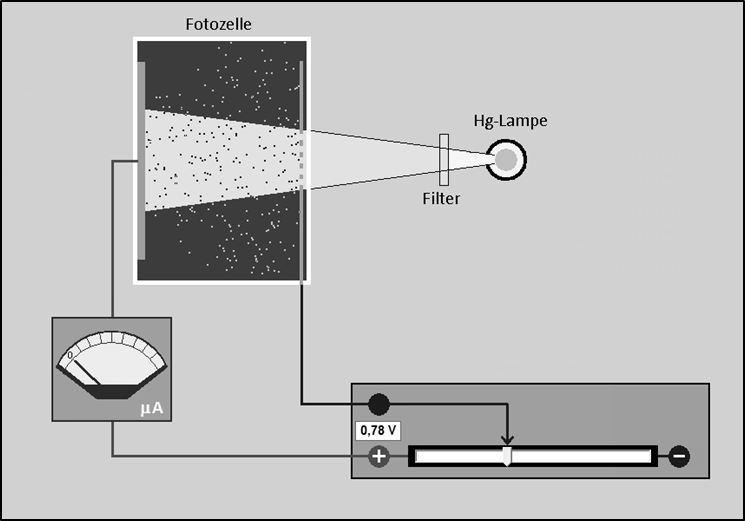 Fotozelle
Hg-Lampe
Filter
0
µA
0,78 V
+
−